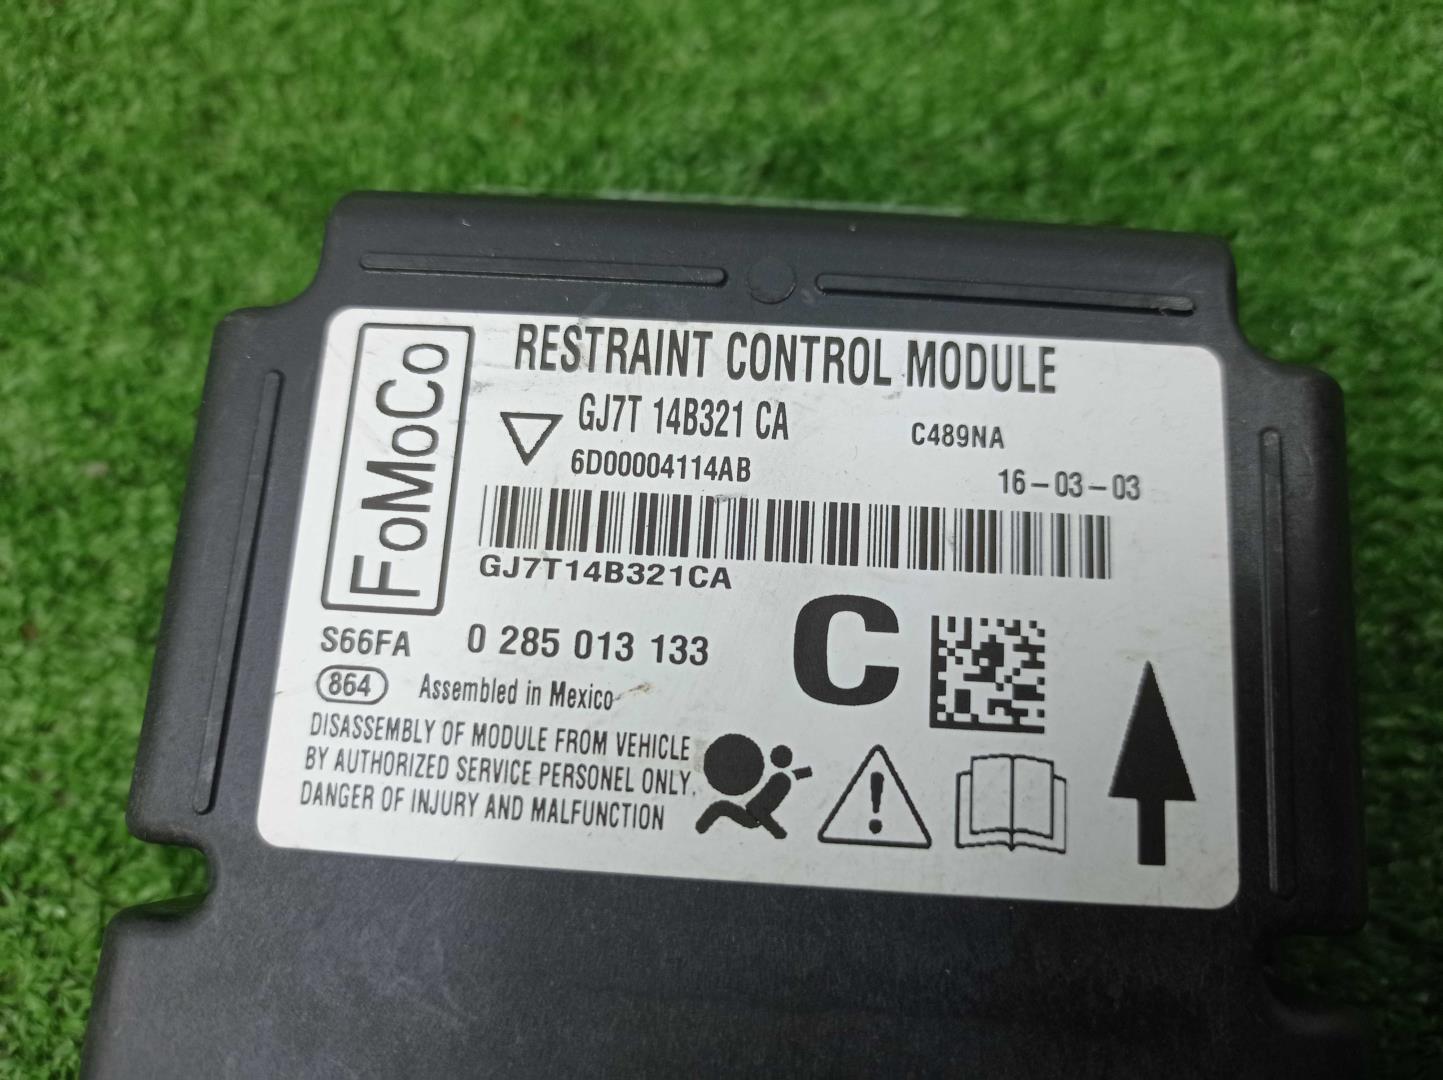 FoMoCo
RESTRAINT CONTROL MODULE
GJ7T 14B321 CA
C489NA
6D00004114AB
16-03-03
GJ7T14B321CA
S66FA
0 285 013 133
C
864
Assembled in Mexico
DISASSEMBLY OF MODULE FROM VEHICLE
BY AUTHORIZED SERVICE PERSONEL ONLY.
DANGER OF INJURY AND MALFUNCTION